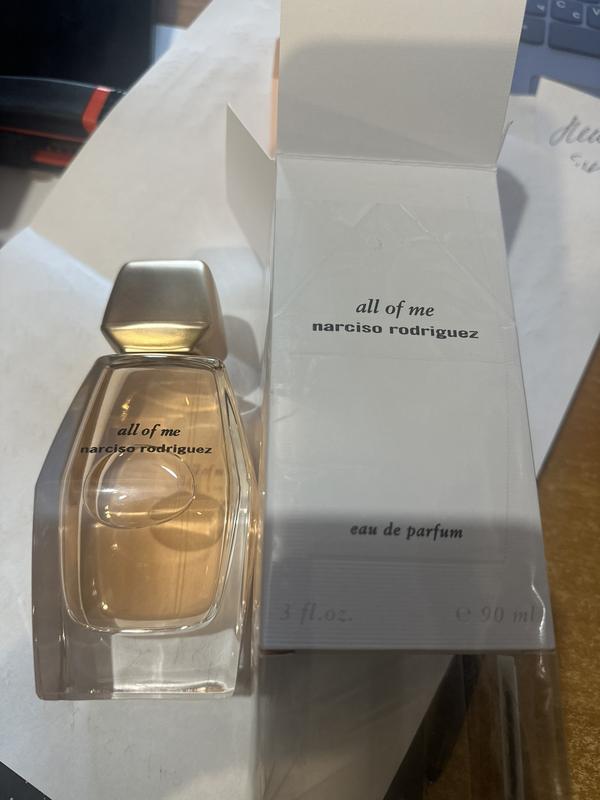 all of me
narciso rodriguez
eau de parfum
3 fl.oz.
℮ 90 ml
all of me
narciso rodriguez